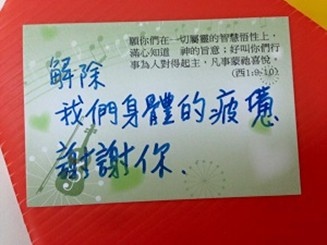 願你們在一切屬靈的智慧悟性上，
滿心知道　神的旨意；好叫你們行
事為人對得起主，凡事蒙祂喜悅，
(西1:9-10)
解除
我們身體的疲憊
謝謝你、